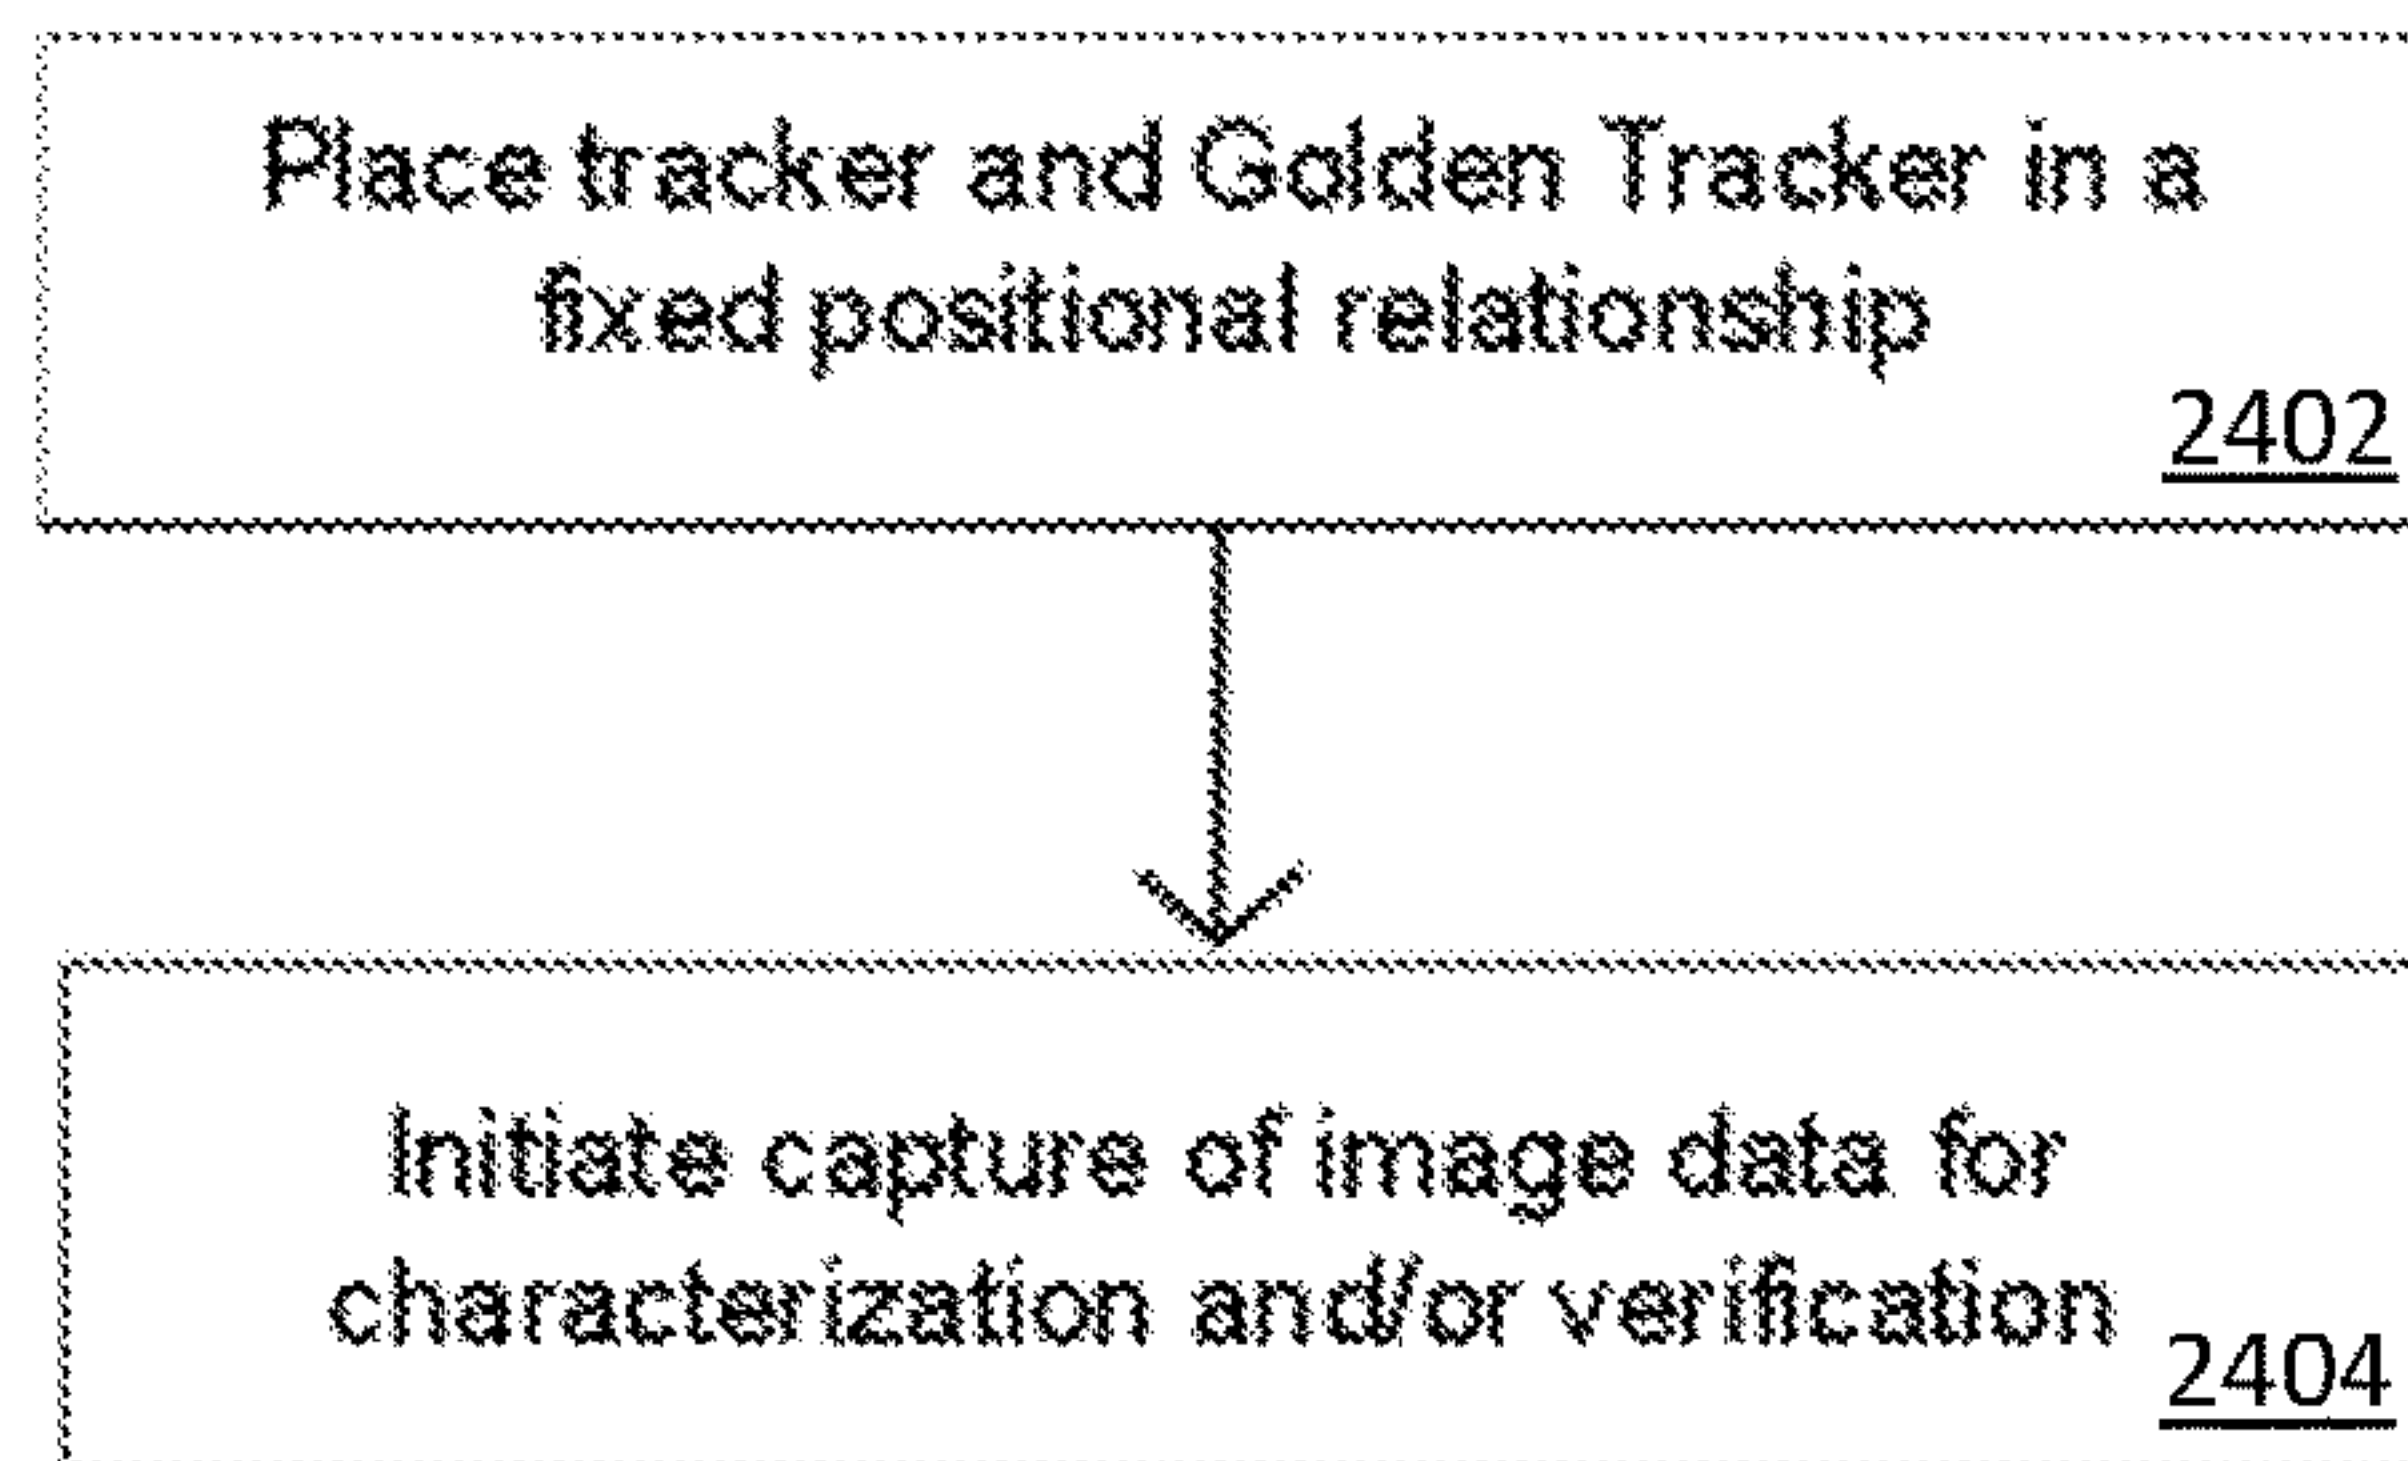 Place tracker and Golden Tracker in a
fixed positional relationship
2402
Initiate capture of image data for
characterization and/or verification
2404